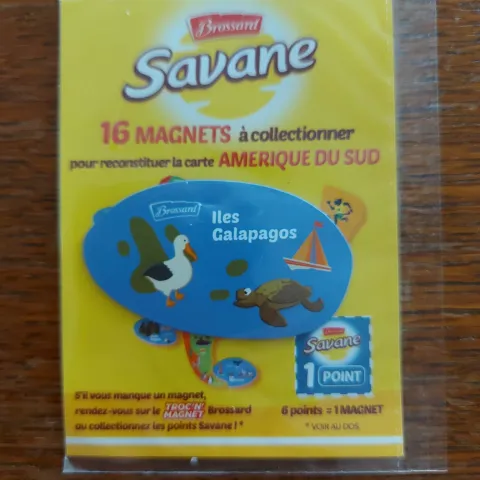 Brossard
Savane
16 MAGNETS à collectionner
pour reconstituer la carte AMERIQUE DU SUD
Brossard
Iles
Galapagos
Brossard
Savane
1 POINT
S'il vous manque un magnet,
rendez-vous sur le TROC'N' MAGNET Brossard
ou collectionnez les points Savane ! *
6 points = 1 MAGNET
* VOIR AU DOS